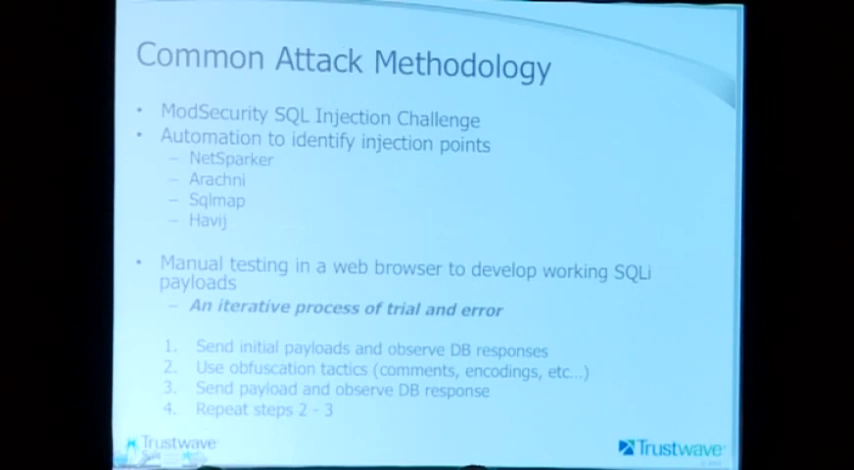 Common Attack Methodology
• ModSecurity SQL Injection Challenge
• Automation to identify injection points
– NetSparker
– Arachni
– Sqlmap
– Havij
• Manual testing in a web browser to develop working SQLi
payloads
– An iterative process of trial and error
1. Send initial payloads and observe DB responses
2. Use obfuscation tactics (comments, encodings, etc...)
3. Send payload and observe DB response
4. Repeat steps 2 - 3
Trustwave
Trustwave